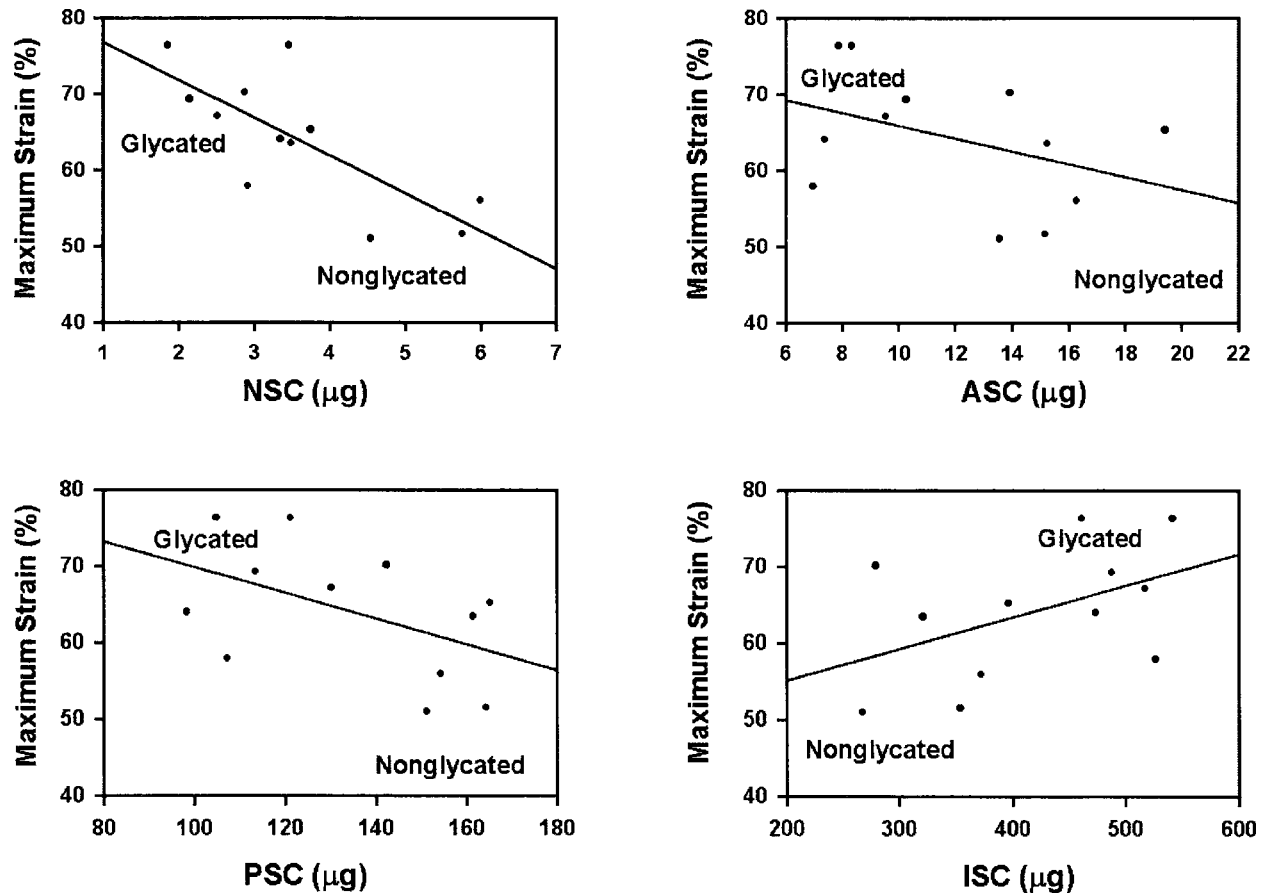 80
70
60
50
40
Maximum Strain (%)
Glycated
Nonglycated
1 2 3 4 5 6 7
NSC (μg)
80
70
60
50
40
Maximum Strain (%)
Glycated
Nonglycated
6 8 10 12 14 16 18 20 22
ASC (μg)
80
70
60
50
40
Maximum Strain (%)
Glycated
Nonglycated
80 100 120 140 160 180
PSC (μg)
80
70
60
50
40
Maximum Strain (%)
Glycated
Nonglycated
200 300 400 500 600
ISC (μg)